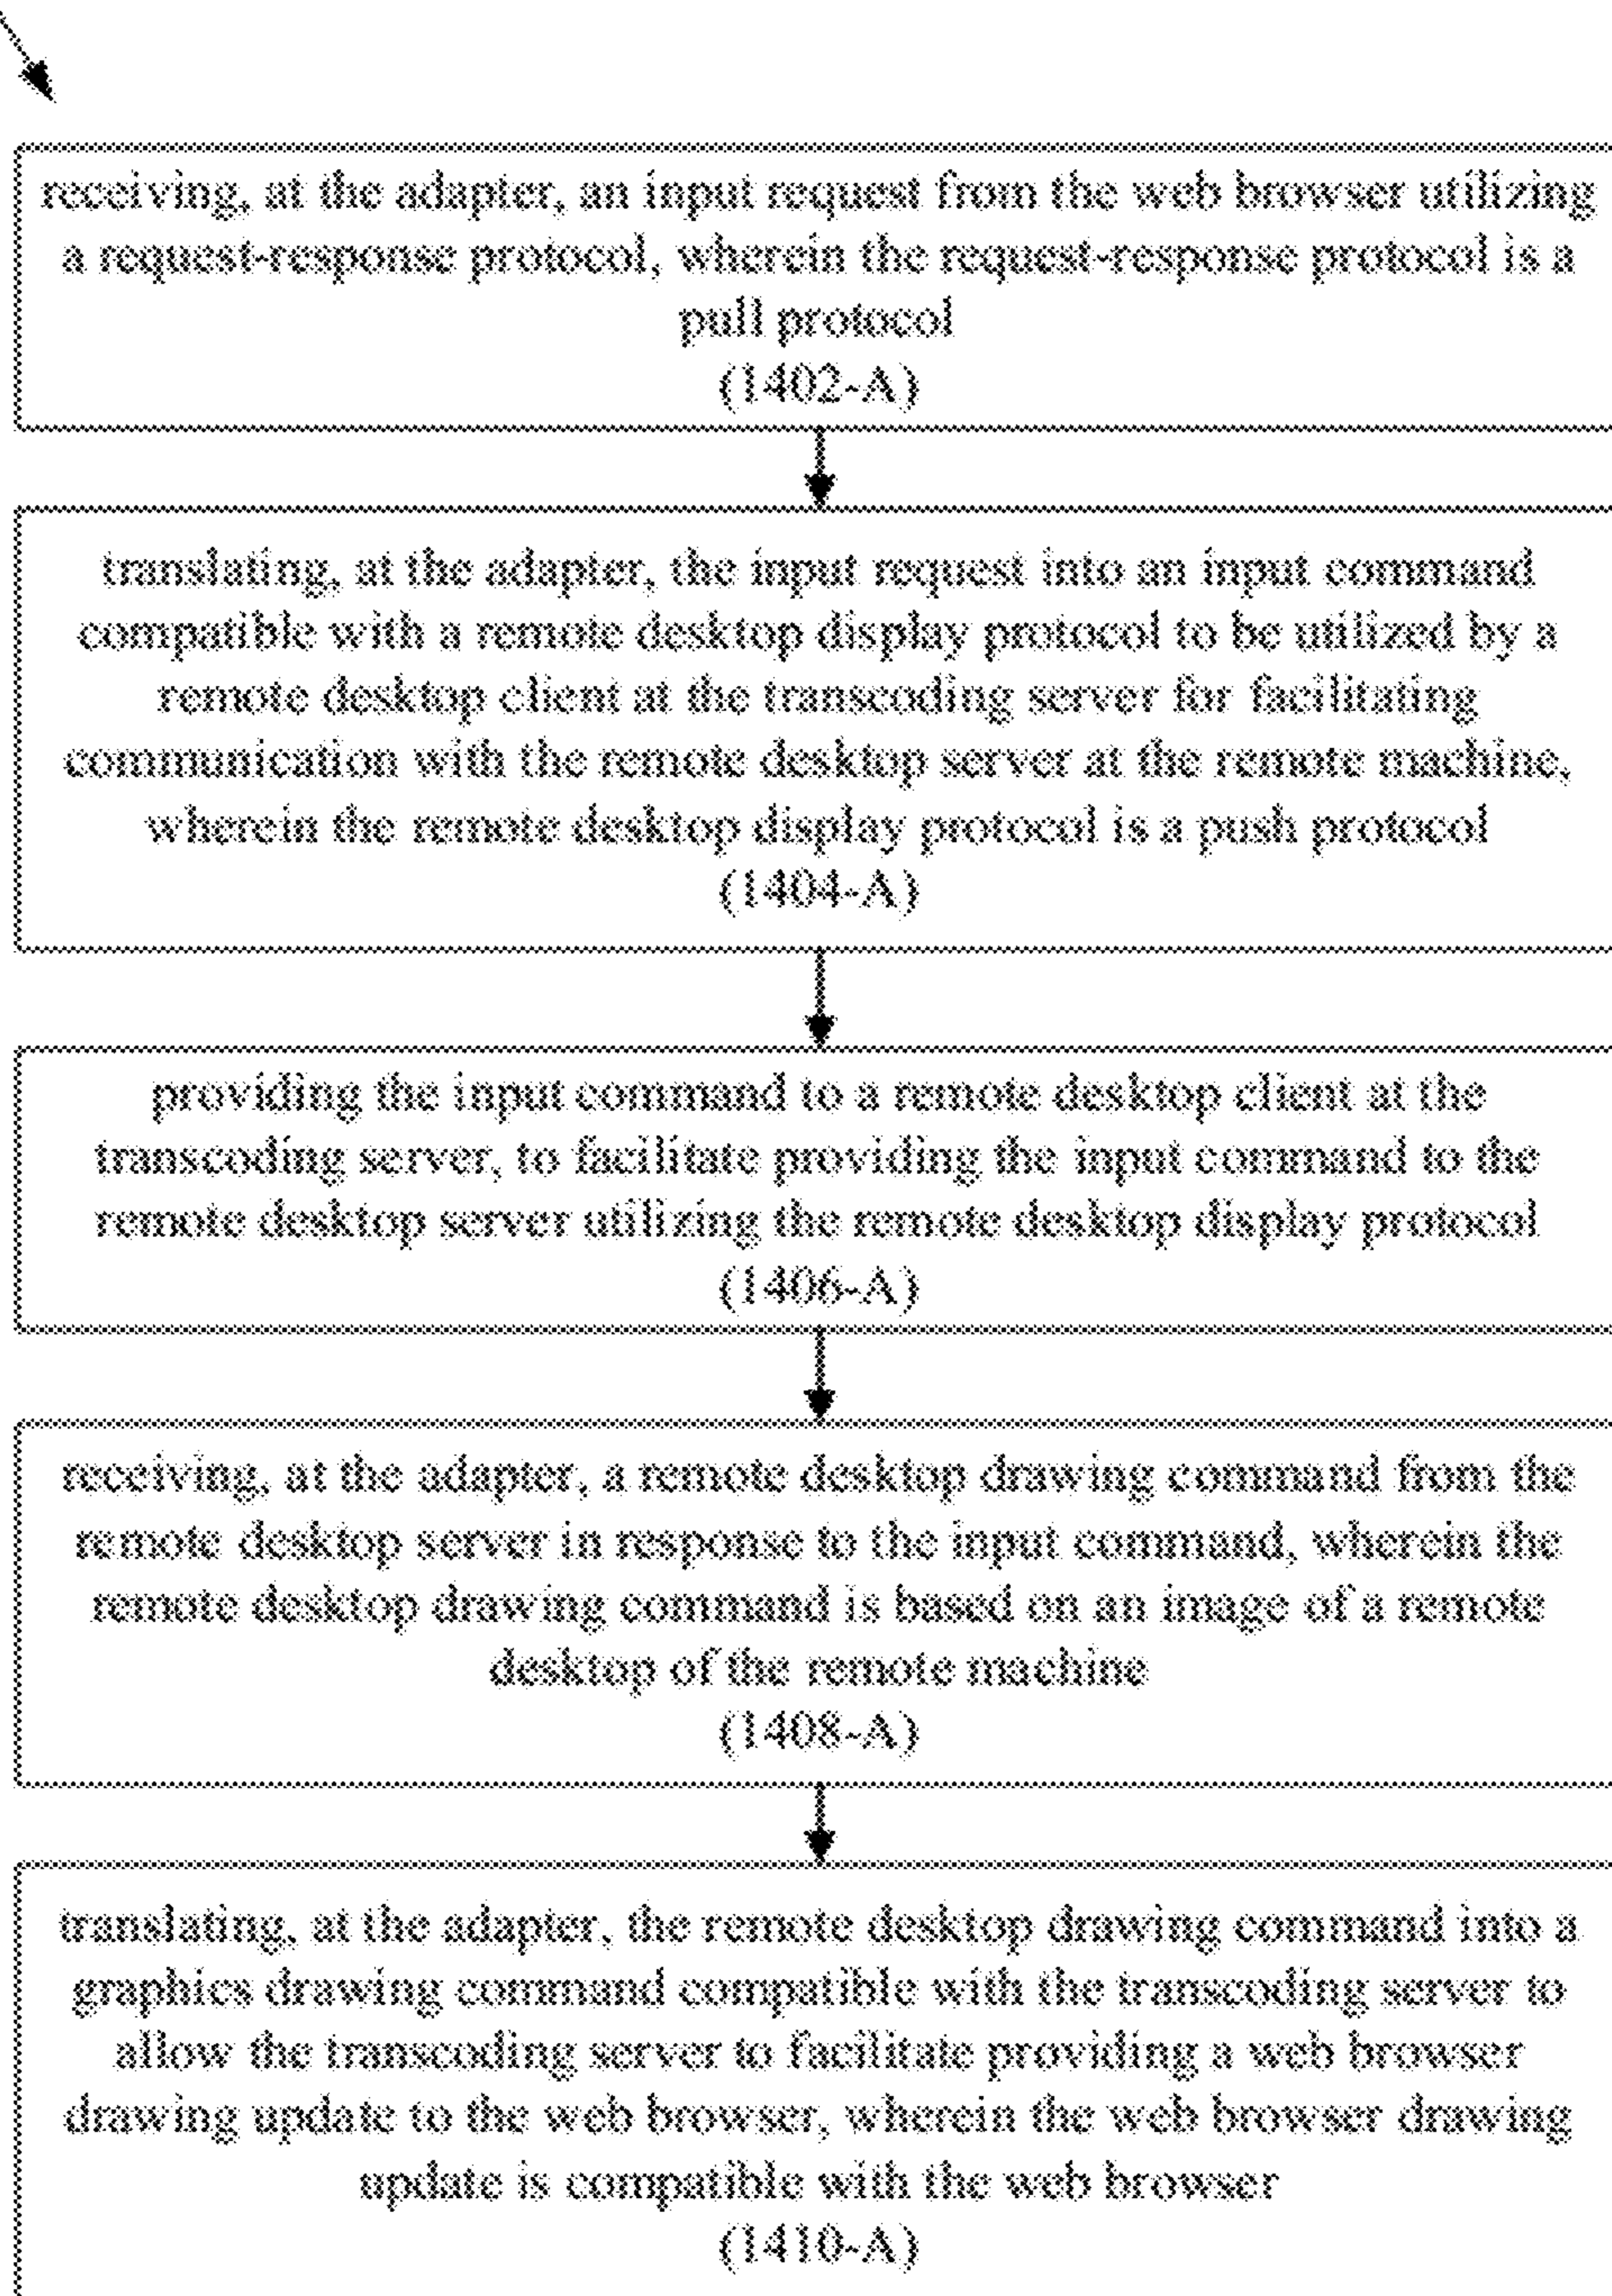 receiving, at the adapter, an input request from the web browser utilizing
a request-response protocol, wherein the request-response protocol is a
pull protocol
(1402-A)
translating, at the adapter, the input request into an input command
compatible with a remote desktop display protocol to be utilized by a
remote desktop client at the transcoding server for facilitating
communication with the remote desktop server at the remote machine,
wherein the remote desktop display protocol is a push protocol
(1404-A)
providing the input command to a remote desktop client at the
transcoding server, to facilitate providing the input command to the
remote desktop server utilizing the remote desktop display protocol
(1406-A)
receiving, at the adapter, a remote desktop drawing command from the
remote desktop server in response to the input command, wherein the
remote desktop drawing command is based on an image of a remote
desktop of the remote machine
(1408-A)
translating, at the adapter, the remote desktop drawing command into a
graphics drawing command compatible with the transcoding server to
allow the transcoding server to facilitate providing a web browser
drawing update to the web browser, wherein the web browser drawing
update is compatible with the web browser
(1410-A)